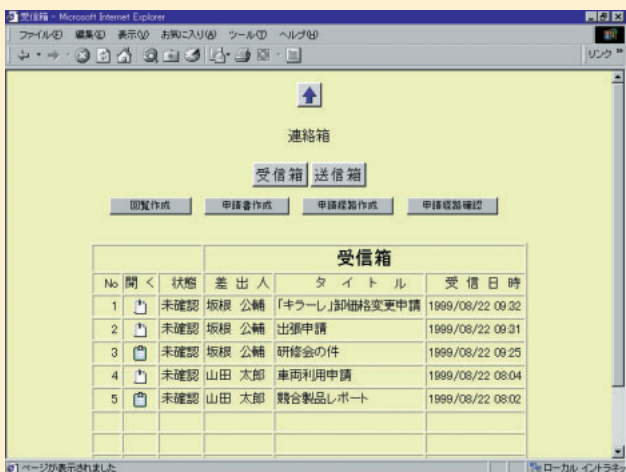 受信箱 - Microsoft Internet Explorer
ファイル(F) 編集(E) 表示(V) お気に入り(A) ツール(T) ヘルプ(H)
リンク »
連絡箱
受信箱 送信箱
回覧作成 申請書作成 申請経路作成 申請経路確認
受信箱
No 開く 状態 差出人 タイトル 受信日時
1 未確認 坂根 公輔 「キラーレ」卸価格変更申請 1999/08/22 09:32
2 未確認 坂根 公輔 出張申請 1999/08/22 09:31
3 未確認 坂根 公輔 研修会の件 1999/08/22 09:25
4 未確認 山田 太郎 車両利用申請 1999/08/22 08:04
5 未確認 山田 太郎 競合製品レポート 1999/08/22 08:02
ページが表示されました ローカル イントラネッ